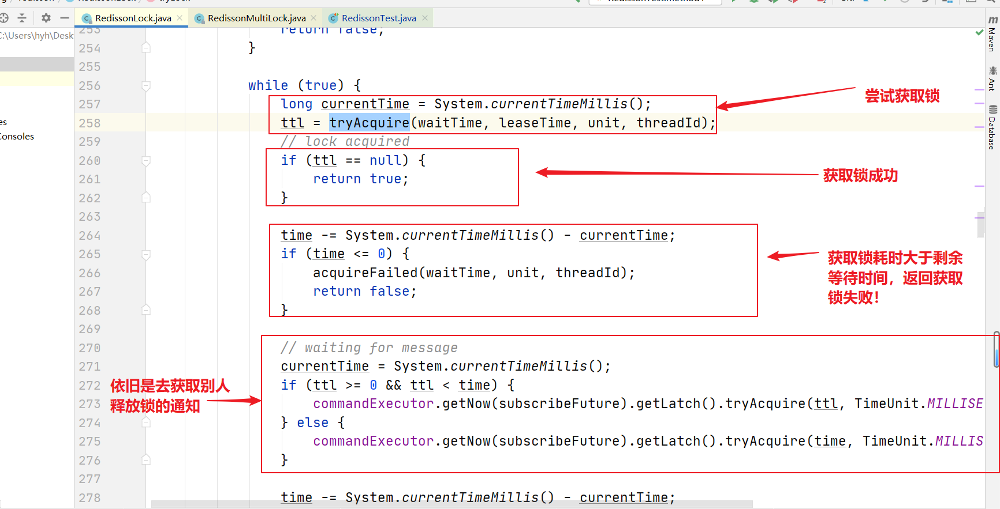 RedissonLock.java
RedissonMultiLock.java
RedissonTest.java
C:\Users\hyh\Desk
es
Consoles
Maven
Ant
Database
253 return false;
254 }
255
256 while (true) {
257 long currentTime = System.currentTimeMillis();
258 ttl = tryAcquire(waitTime, leaseTime, unit, threadId);
259 // lock acquired
260 if (ttl == null) {
261 return true;
262 }
263
264 time -= System.currentTimeMillis() - currentTime;
265 if (time <= 0) {
266 acquireFailed(waitTime, unit, threadId);
267 return false;
268 }
269
270 // waiting for message
271 currentTime = System.currentTimeMillis();
272 if (ttl >= 0 && ttl < time) {
273 commandExecutor.getNow(subscribeFuture).getLatch().tryAcquire(ttl, TimeUnit.MILLISE
274 } else {
275 commandExecutor.getNow(subscribeFuture).getLatch().tryAcquire(time, TimeUnit.MILLIS
276 }
277
278 time -= System.currentTimeMillis() - currentTime;
尝试获取锁
获取锁成功
获取锁耗时大于剩余
等待时间，返回获取
锁失败！
依旧是去获取别人
释放锁的通知